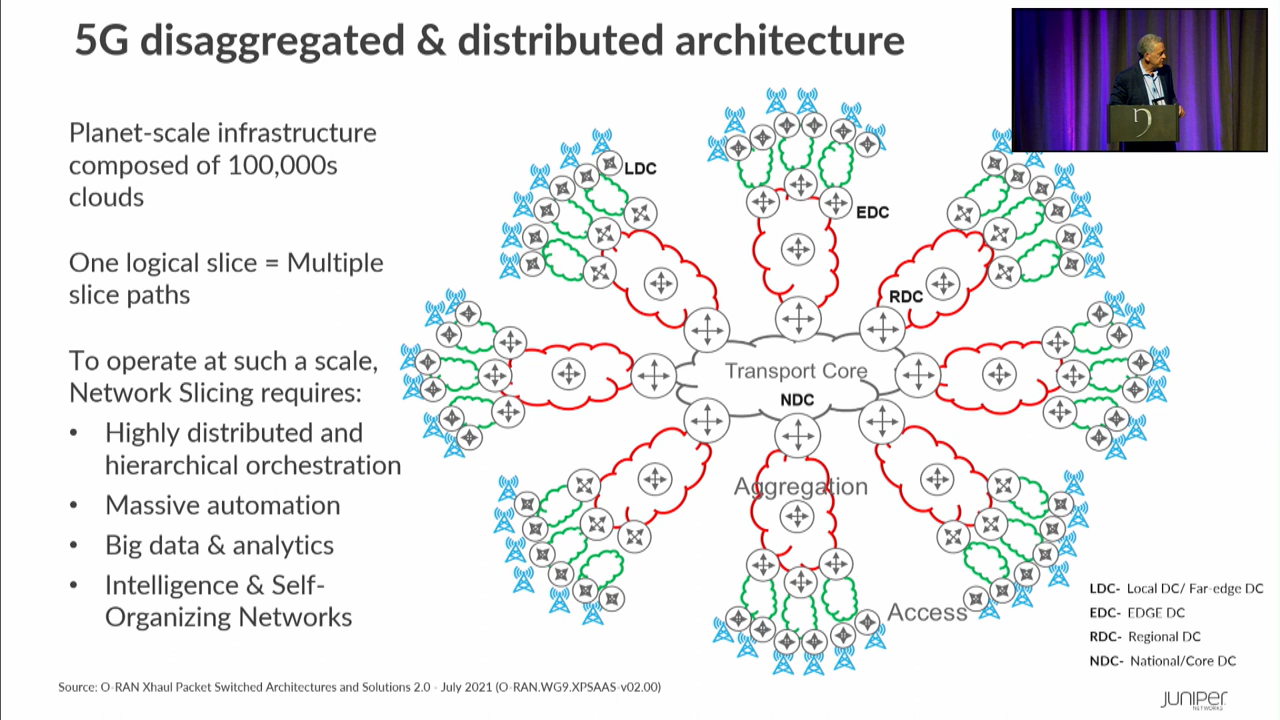 5G disaggregated & distributed architecture
Planet-scale infrastructure
composed of 100,000s
clouds
One logical slice = Multiple
slice paths
To operate at such a scale,
Network Slicing requires:
• Highly distributed and
hierarchical orchestration
• Massive automation
• Big data & analytics
• Intelligence & Self-
Organizing Networks
LDC
EDC
RDC
Transport Core
NDC
Aggregation
Access
LDC- Local DC/ Far-edge DC
EDC- EDGE DC
RDC- Regional DC
NDC- National/Core DC
Source: O-RAN Xhaul Packet Switched Architectures and Solutions 2.0 - July 2021 (O-RAN.WG9.XPSAAS-v02.00)
JUNIPER
NETWORKS